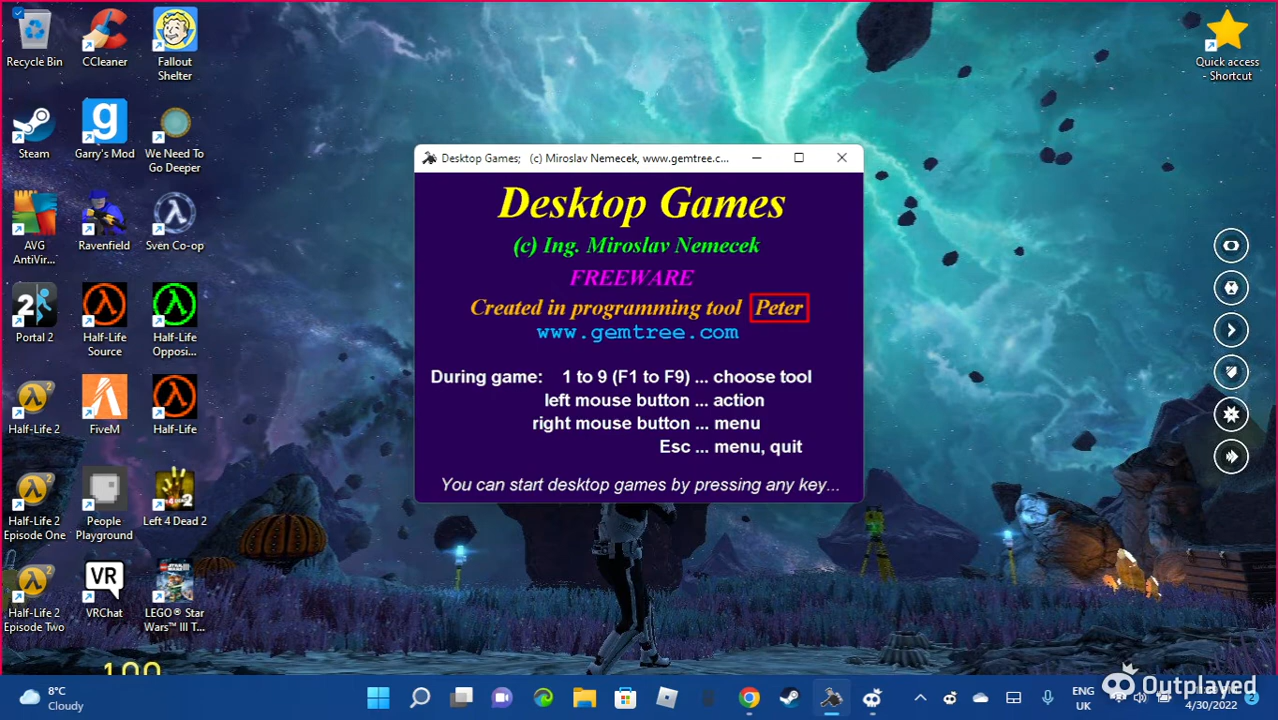 Recycle Bin
CCleaner
Fallout
Shelter
Steam
Garry's Mod
We Need To
Go Deeper
AVG
AntiVir...
Ravenfield
Sven Co-op
2
Portal 2
Half-Life
Source
Half-Life
Opposi...
Half-Life 2
FiveM
Half-Life
Half-Life 2
Episode One
People
Playground
Left 4 Dead 2
Half-Life 2
Episode Two
VR
VRChat
LEGO® Star
Wars™ III T...
Quick access
- Shortcut
Desktop Games; (c) Miroslav Nemecek, www.gemtree.c...
Desktop Games
(c) Ing. Miroslav Nemecek
FREEWARE
Created in programming tool Peter
www.gemtree.com
During game: 1 to 9 (F1 to F9) ... choose tool
left mouse button ... action
right mouse button ... menu
Esc ... menu, quit
You can start desktop games by pressing any key...
100
8°C
Cloudy
ENG
UK
Outplayed
4/30/2022
2